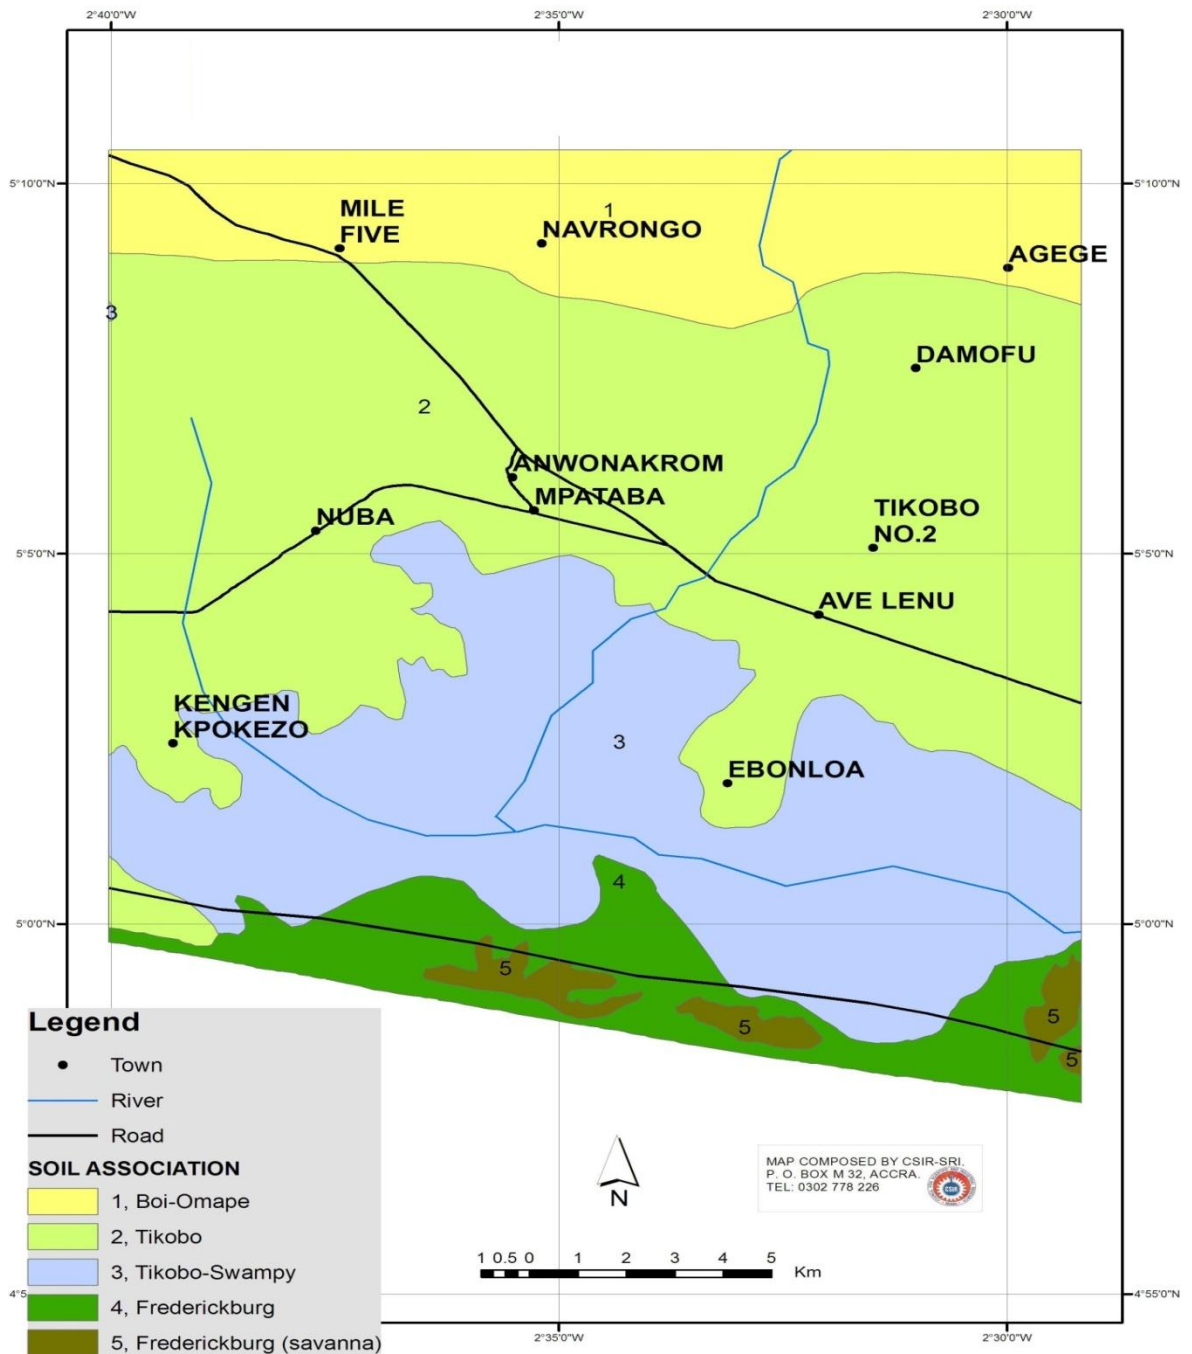 2°40'0"W
2°35'0"W
2°30'0"W
5°10'0"N
5°10'0"N
MILE
FIVE
1
NAVRONGO
AGEGE
3
DAMOFU
2
ANWONAKROM
MPATABA
NUBA
TIKOBO
NO.2
5°5'0"N
5°5'0"N
AVE LENU
KENGEN
KPOKEZO
3
EBONLOA
4
5°0'0"N
5°0'0"N
5
5
5
5
Legend
Town
River
Road
SOIL ASSOCIATION
1, Boi-Omape
2, Tikobo
3, Tikobo-Swampy
4, Frederickburg
5, Frederickburg (savanna)
N
MAP COMPOSED BY CSIR-SRI.
P. O. BOX M 32, ACCRA.
TEL: 0302 778 226
CSIR
1 0.5 0 1 2 3 4 5
Km
4°5
4°55'0"N
2°35'0"W
2°30'0"W